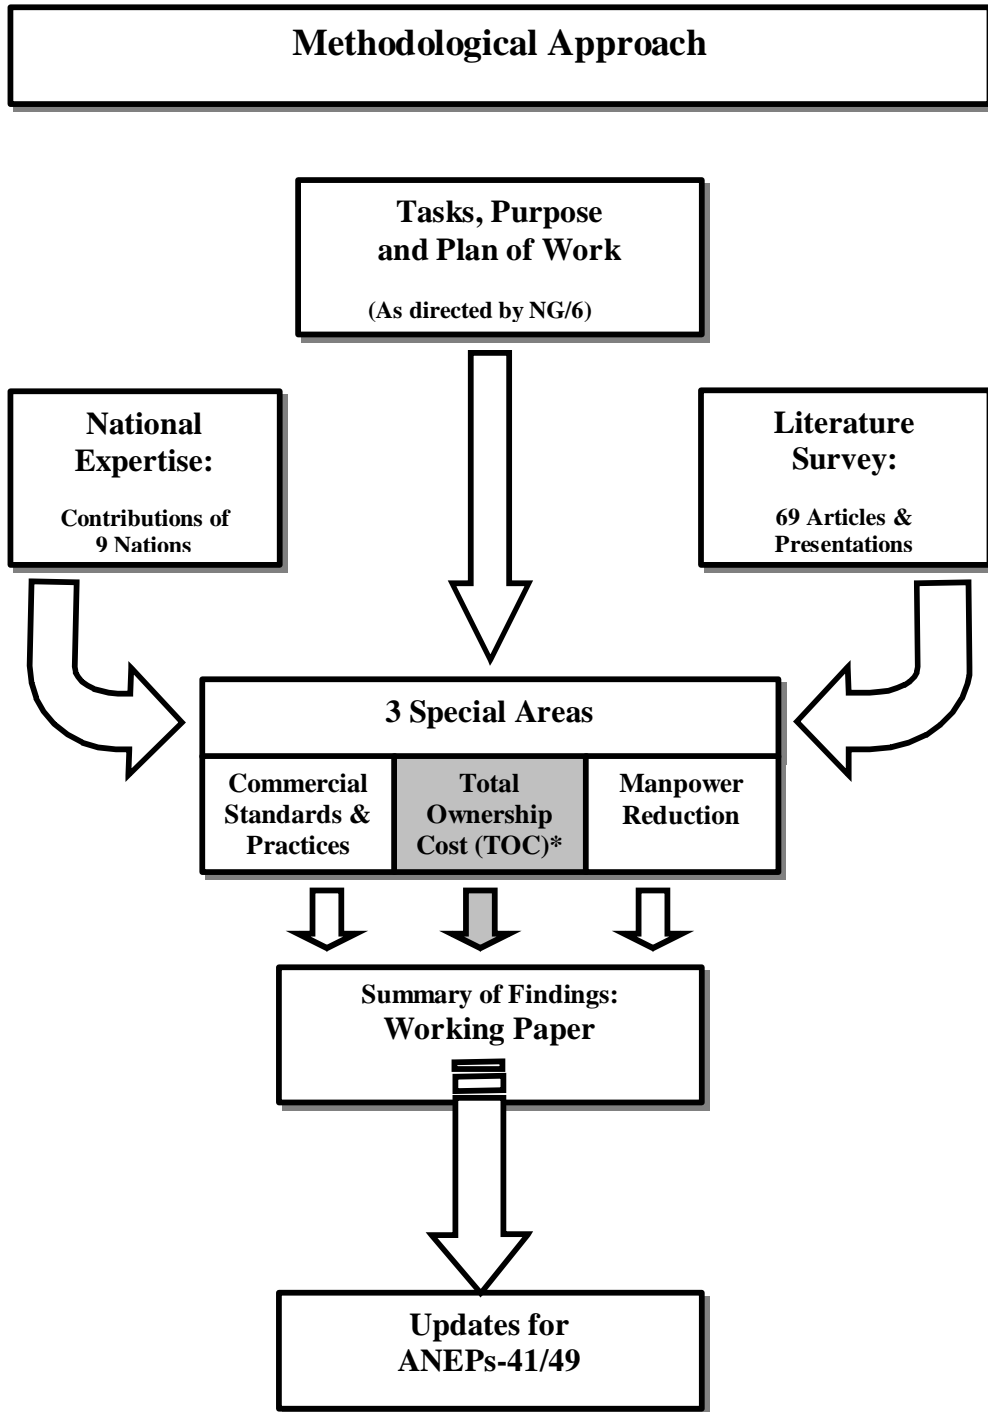 Methodological Approach
Tasks, Purpose
and Plan of Work
(As directed by NG/6)
National
Expertise:
Contributions of
9 Nations
Literature
Survey:
69 Articles &
Presentations
3 Special Areas
Commercial
Standards &
Practices
Total
Ownership
Cost (TOC)*
Manpower
Reduction
Summary of Findings:
Working Paper
Updates for
ANEPs-41/49